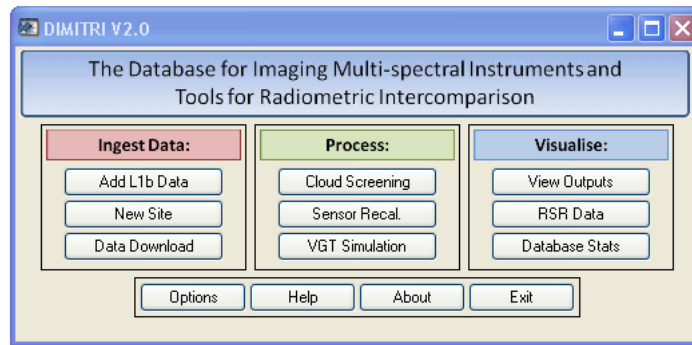 DIMITRI V2.0
The Database for Imaging Multi-spectral Instruments and
Tools for Radiometric Intercomparison
Ingest Data:
Add L1b Data
New Site
Data Download
Process:
Cloud Screening
Sensor Recal.
VGT Simulation
Visualise:
View Outputs
RSR Data
Database Stats
Options
Help
About
Exit